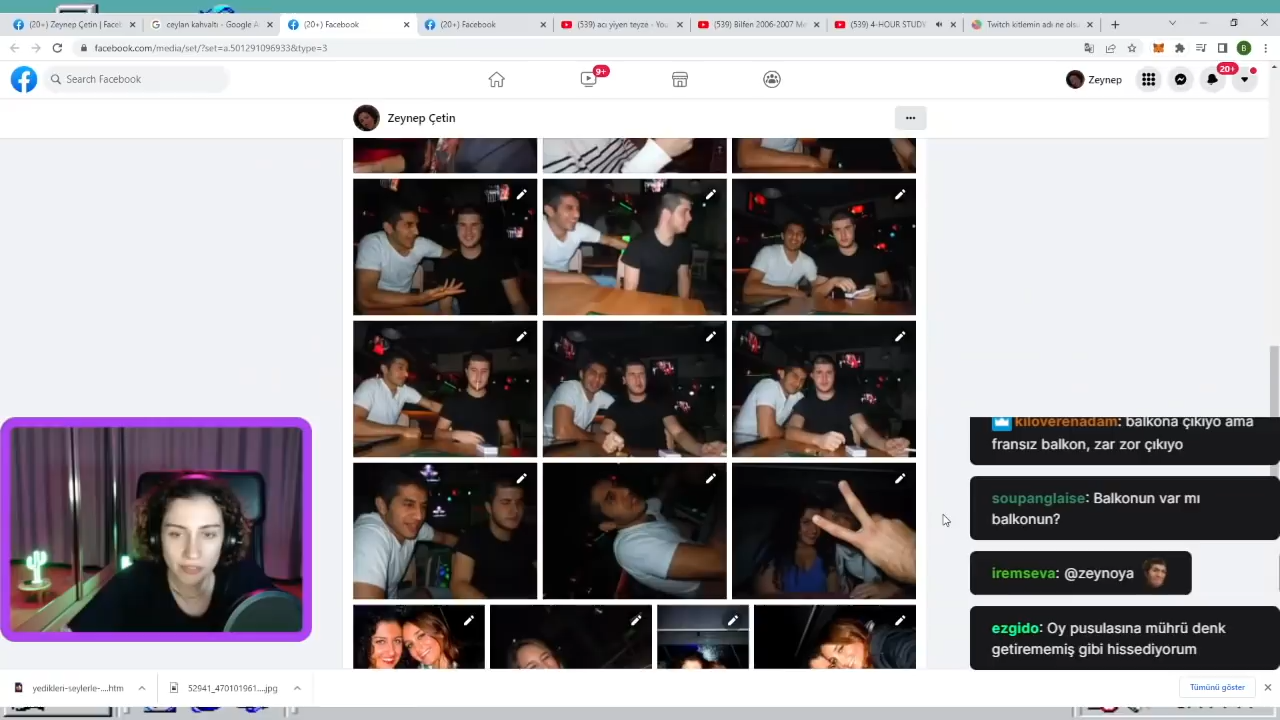 (20+) Zeynep Çetin | Facet
ceylan kahvaltı - Google A
(20+) Facebook
(20+) Facebook
(539) acı yiyen teyze - You
(539) Bilfen 2006-2007 Me
(539) 4-HOUR STUD
Twitch kitlemin adı ne ols
facebook.com/media/set/?set=a.501291096933&type=3
B
Search Facebook
9+
Zeynep
20+
Zeynep Çetin
kiloverenadam: balkona çıkıyo ama
fransız balkon, zar zor çıkıyo
soupanglaise: Balkonun var mı
balkonun?
iremseva: @zeynoya
ezgido: Oy pusulasına mührü denk
getirememiş gibi hissediyorum
yedikleri-seylerle-....htm
52941_470101961....jpg
Tümünü göster